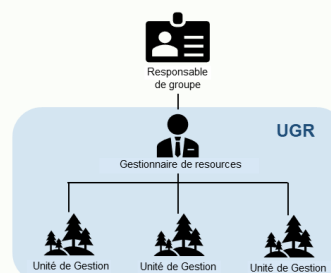 Responsable
de groupe
UGR
Gestionnaire de resources
Unité de Gestion
Unité de Gestion
Unité de Gestion